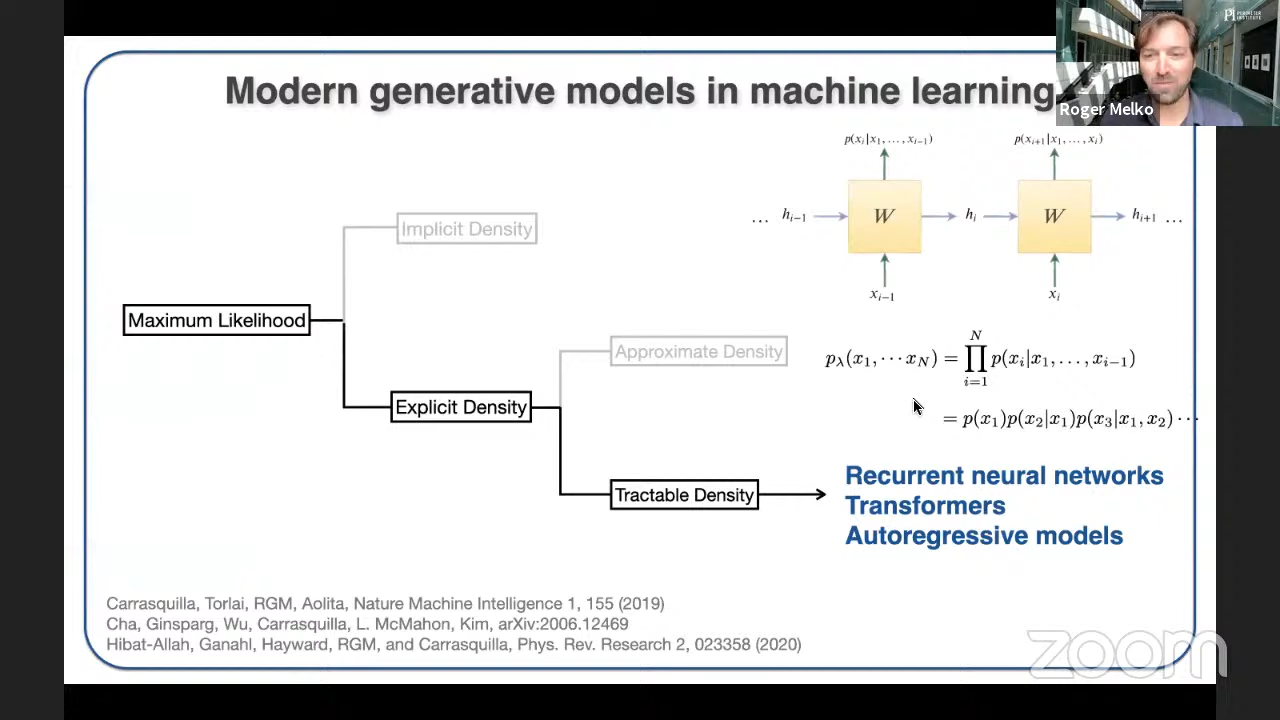 Modern generative models in machine learning
PI PERIMETER
INSTITUTE
Roger Melko
p(x_i|x_1, …, x_{i−1})
p(x_{i+1}|x_1, …, x_i)
… h_{i−1} W h_i W h_{i+1} …
x_{i−1}
x_i
Implicit Density
Maximum Likelihood
Approximate Density
Explicit Density
Tractable Density
p_λ(x_1, ⋯ x_N) = ∏_{i=1}^{N} p(x_i|x_1, …, x_{i−1})
= p(x_1)p(x_2|x_1)p(x_3|x_1, x_2) ⋯
Recurrent neural networks
Transformers
Autoregressive models
Carrasquilla, Torlai, RGM, Aolita, Nature Machine Intelligence 1, 155 (2019)
Cha, Ginsparg, Wu, Carrasquilla, L. McMahon, Kim, arXiv:2006.12469
Hibat-Allah, Ganahl, Hayward, RGM, and Carrasquilla, Phys. Rev. Research 2, 023358 (2020)
zoom